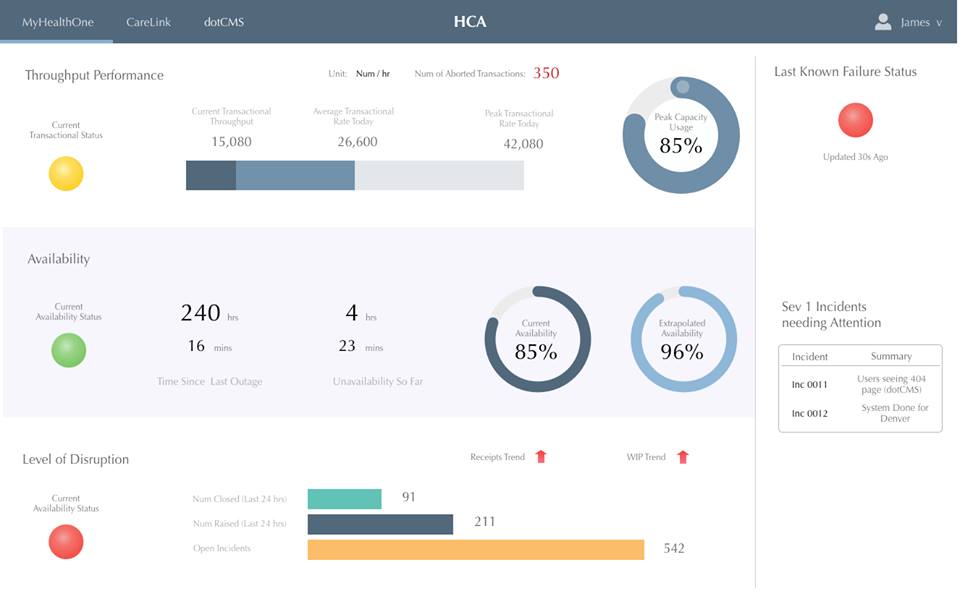 MyHealthOne CareLink dotCMS HCA James v
Throughput Performance
Unit: Num / hr Num of Aborted Transactions: 350
Current
Transactional Status
Current Transactional
Throughput
15,080
Average Transactional
Rate Today
26,600
Peak Transactional
Rate Today
42,080
Peak Capacity
Usage
85%
Last Known Failure Status
Updated 30s Ago
Availability
Current
Availability Status
240 hrs
16 mins
Time Since Last Outage
4 hrs
23 mins
Unavailability So Far
Current
Availability
85%
Extrapolated
Availability
96%
Sev 1 Incidents
needing Attention
Incident Summary
Inc 0011 Users seeing 404
page (dotCMS)
Inc 0012 System Done for
Denver
Level of Disruption
Receipts Trend WIP Trend
Current
Availability Status
Num Closed (Last 24 hrs) 91
Num Raised (Last 24 hrs) 211
Open Incidents 542